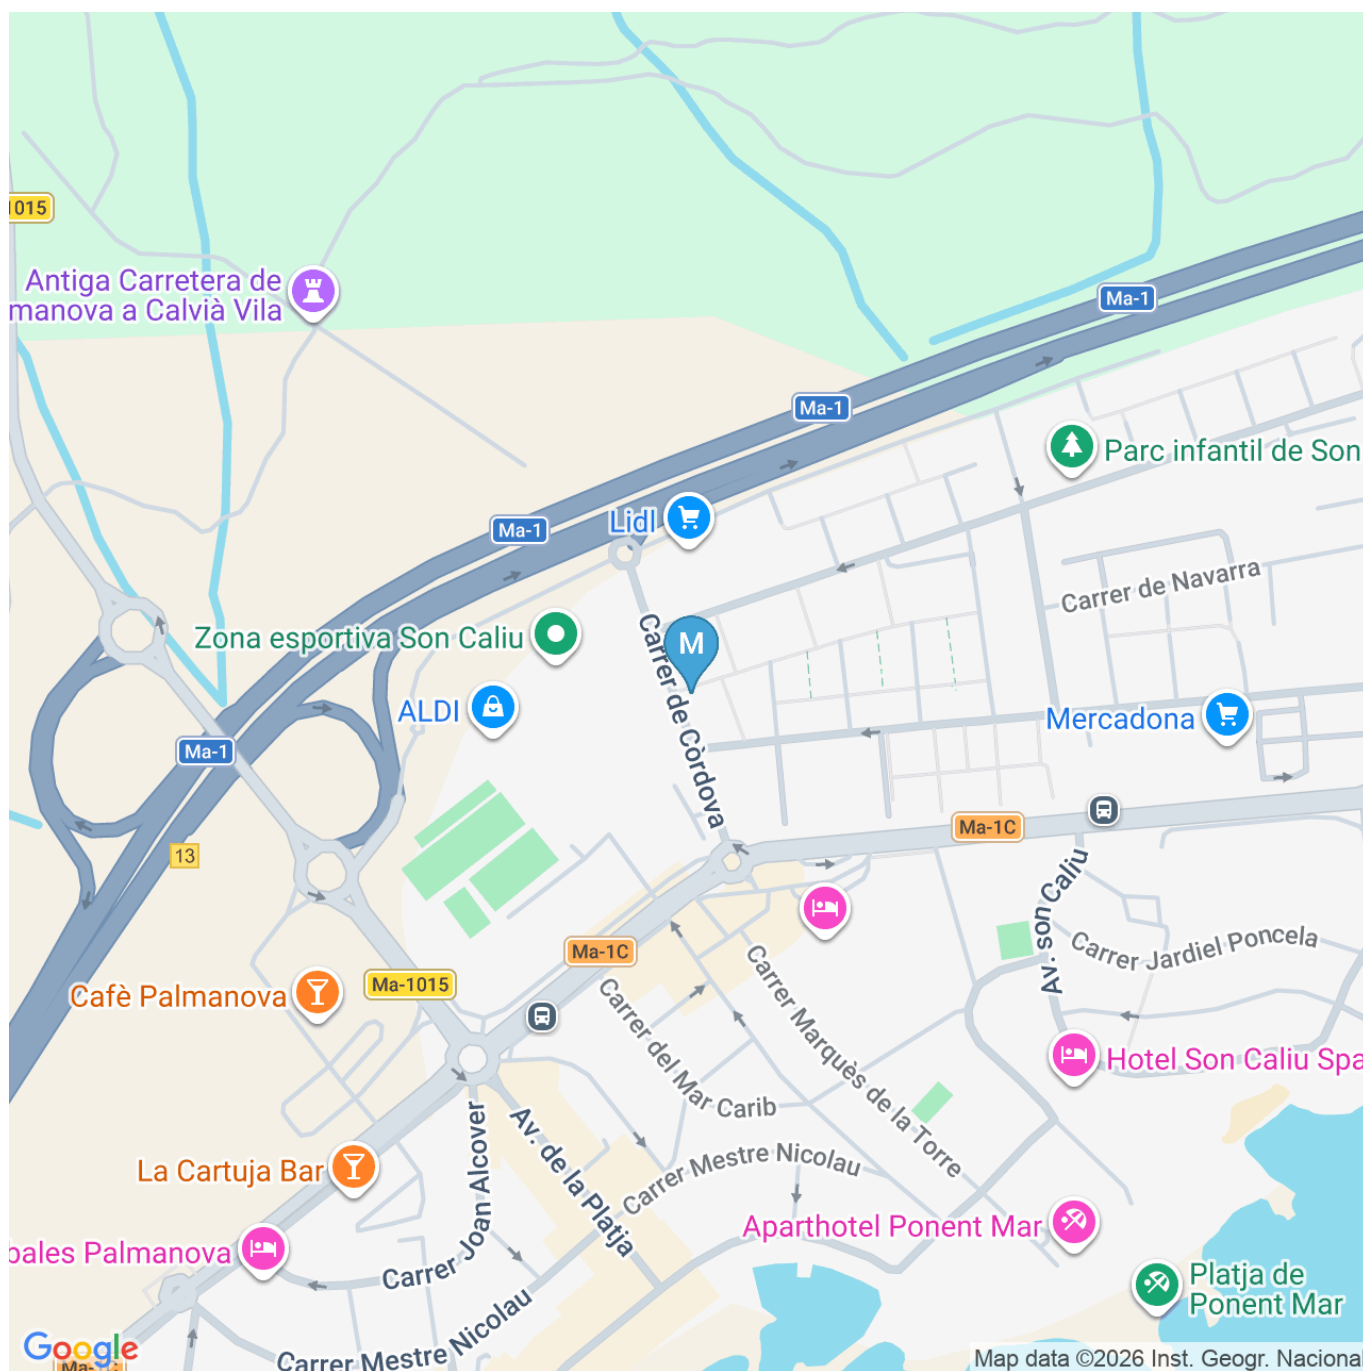 1015
Antiga Carretera de
manova a Calvià Vila
Ma-1
Ma-1
Parc infantil de Son
Lidl
Ma-1
Carrer de Navarra
Zona esportiva Son Caliu
M
Carrer de Còrdova
ALDI
Mercadona
Ma-1
Ma-1C
13
Av. son Caliu
Carrer Jardiel Poncela
Ma-1C
Ma-1015
Cafè Palmanova
Carrer Marquès de la Torre
Carrer del Mar Carib
Hotel Son Caliu Spa
Av. de la Platja
Carrer Joan Alcover
Carrer Mestre Nicolau
La Cartuja Bar
Aparthotel Ponent Mar
bales Palmanova
Platja de
Ponent Mar
Carrer Mestre Nicolau
Google
Ma-1C
Map data ©2026 Inst. Geogr. Nacional